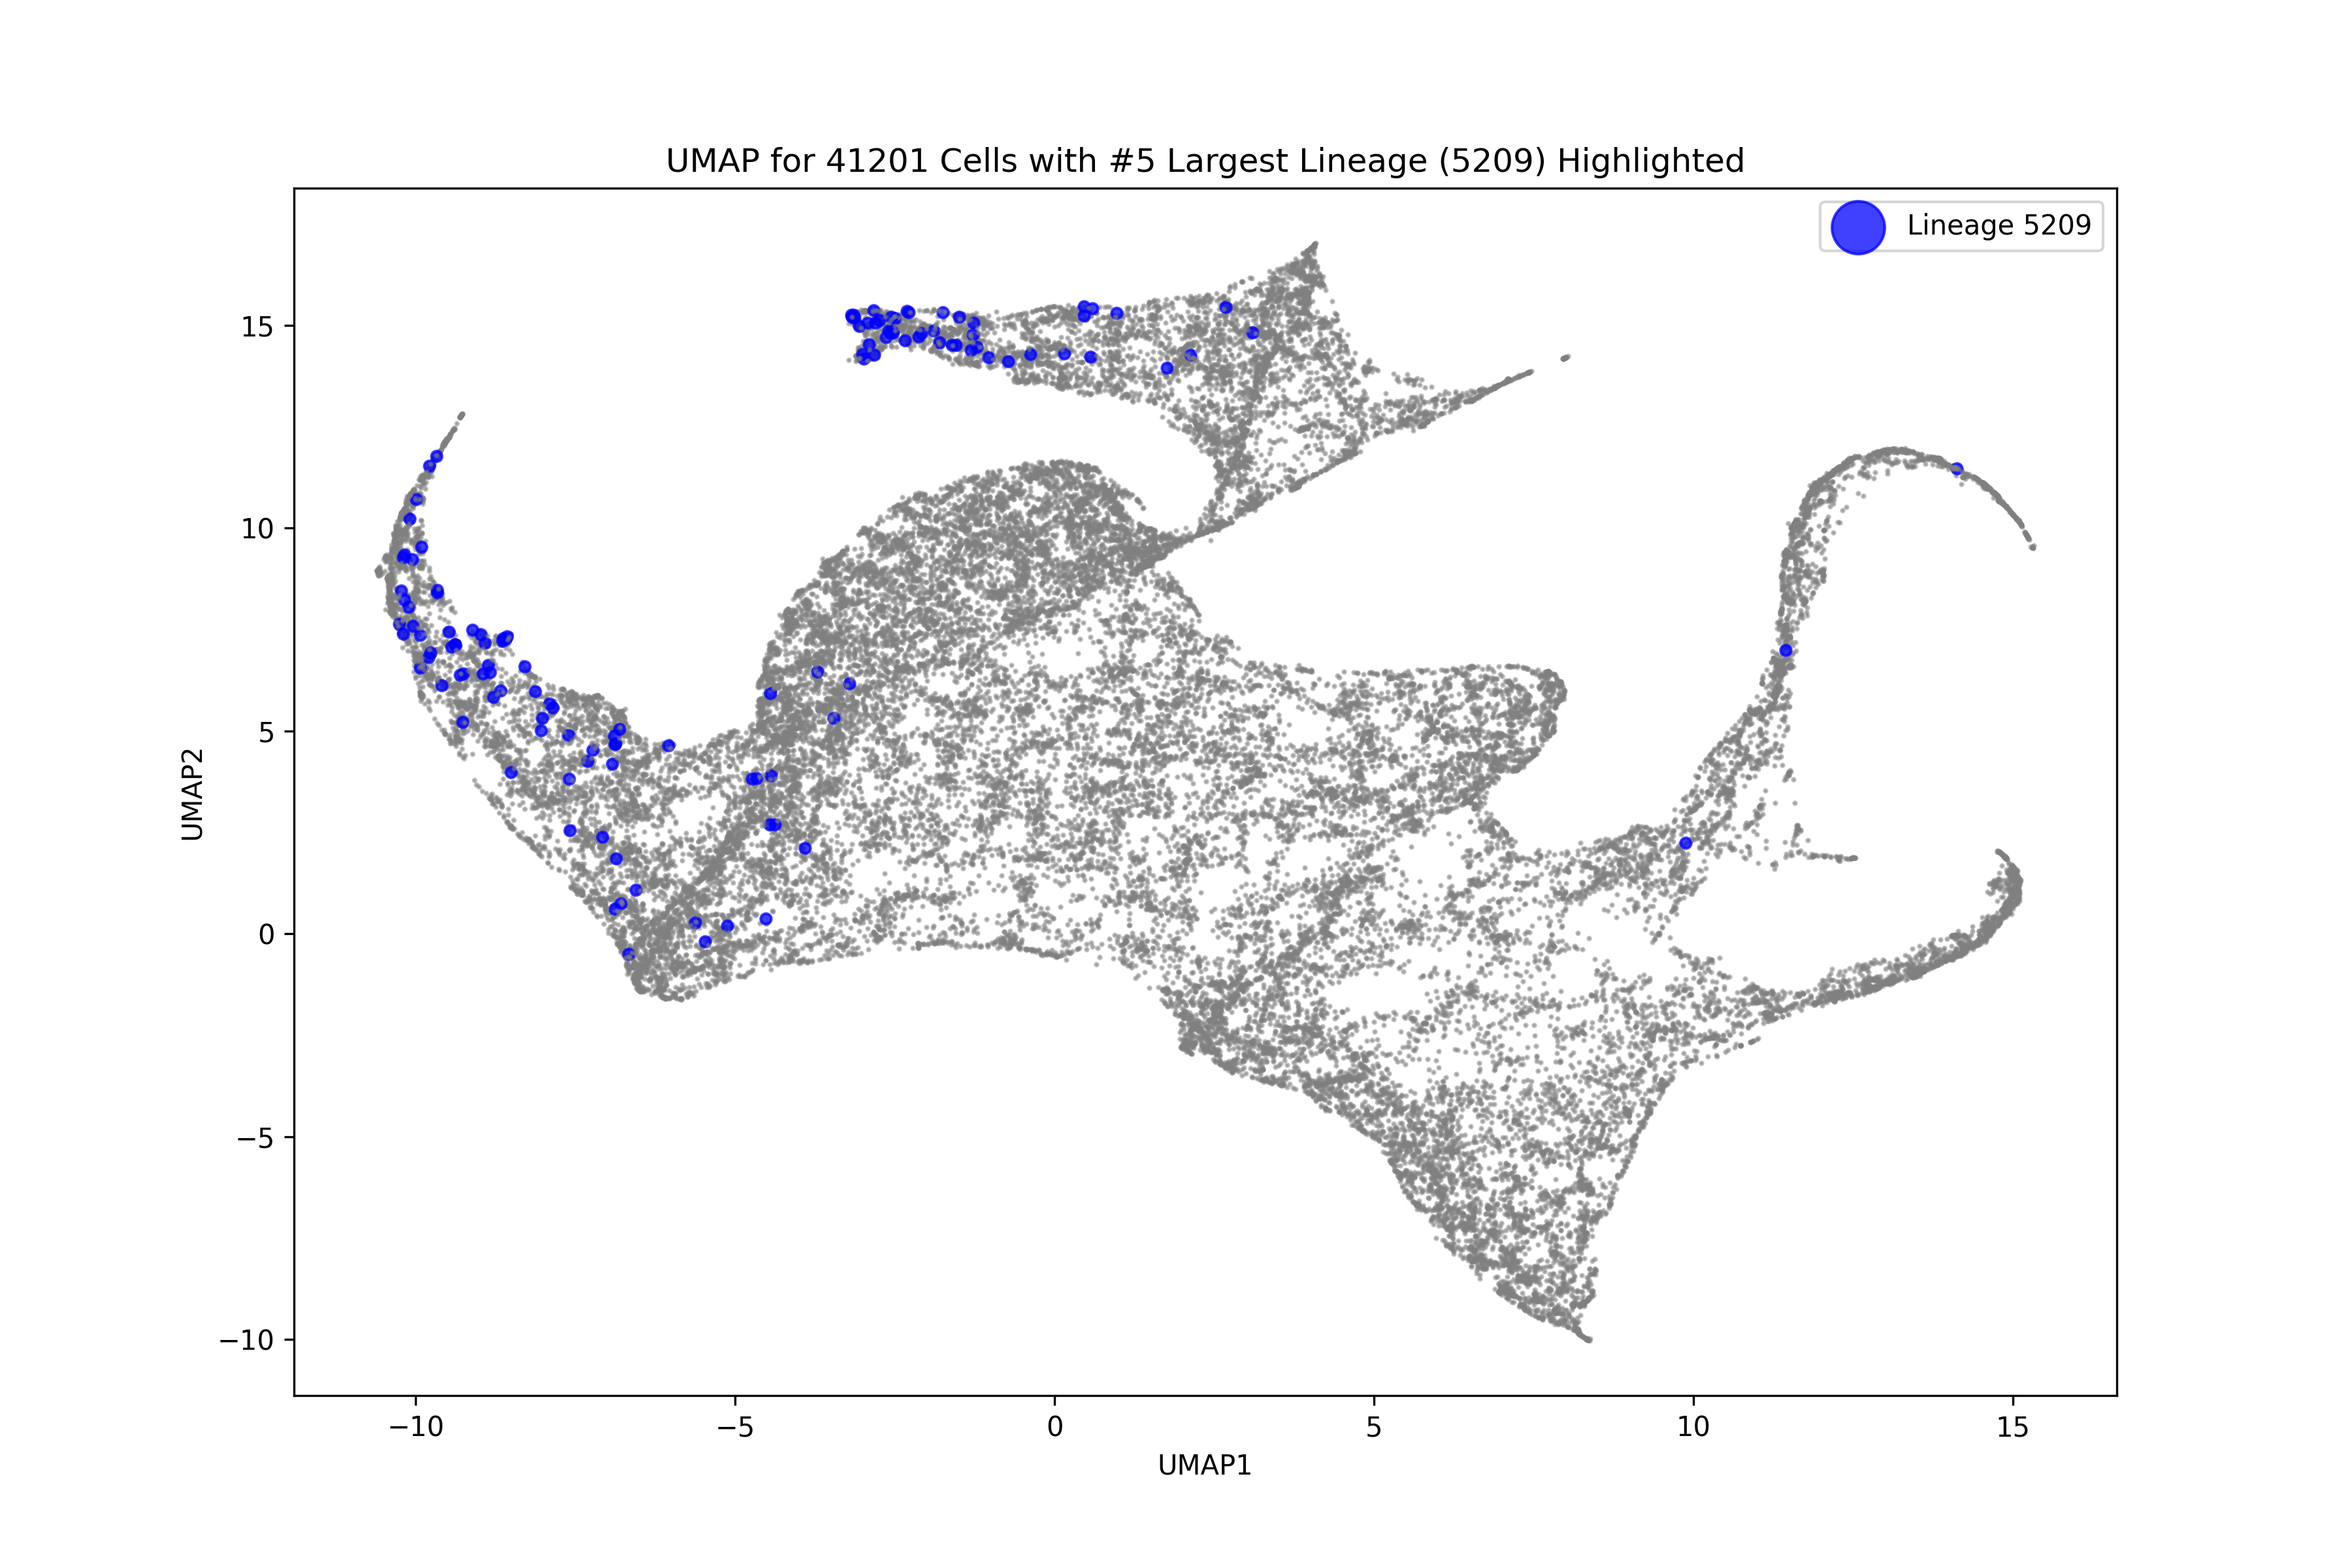 UMAP for 41201 Cells with #5 Largest Lineage (5209) Highlighted
Lineage 5209
15
10
5
0
−5
−10
UMAP2
−10 −5 0 5 10 15
UMAP1